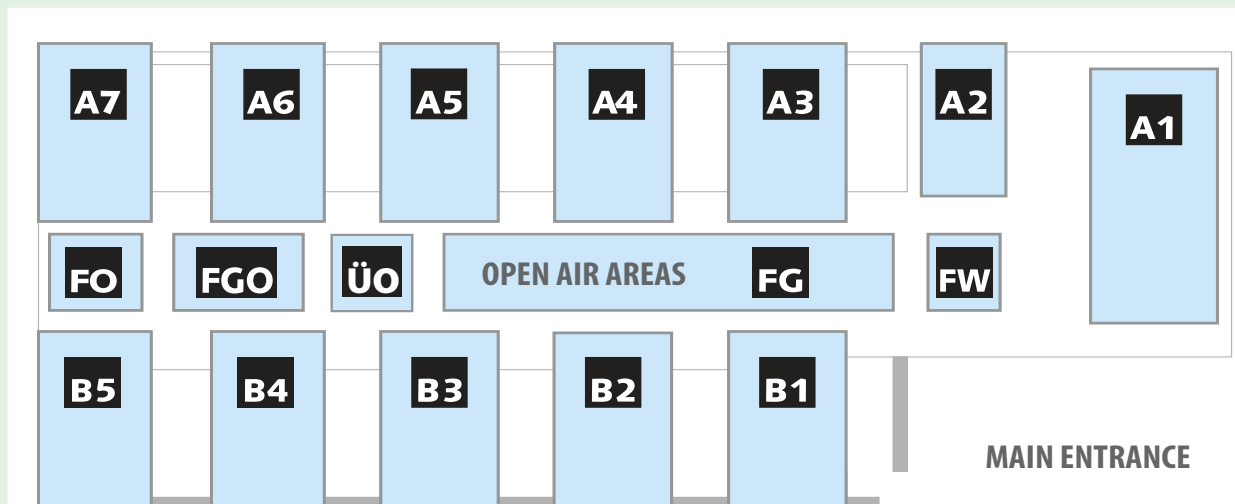 A7
A6
A5
A4
A3
A2
A1
FO
FGO
ÜO
OPEN AIR AREAS
FG
FW
B5
B4
B3
B2
B1
MAIN ENTRANCE